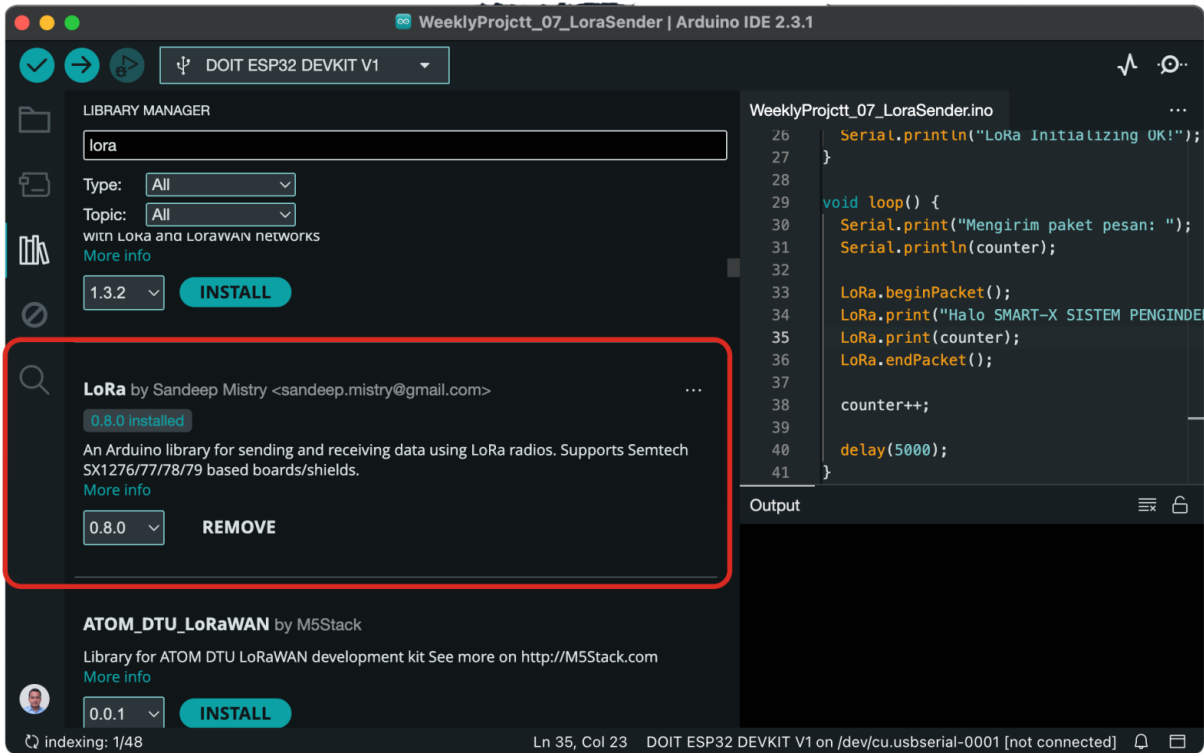 WeeklyProjctt_07_LoraSender | Arduino IDE 2.3.1
DOIT ESP32 DEVKIT V1
LIBRARY MANAGER
lora
Type: All
Topic: All
with LoRa and LoraWAN networks
More info
1.3.2 INSTALL
LoRa by Sandeep Mistry <sandeep.mistry@gmail.com>
0.8.0 installed
An Arduino library for sending and receiving data using LoRa radios. Supports Semtech
SX1276/77/78/79 based boards/shields.
More info
0.8.0 REMOVE
ATOM_DTU_LoRaWAN by M5Stack
Library for ATOM DTU LoRaWAN development kit See more on http://M5Stack.com
More info
0.0.1 INSTALL
WeeklyProjctt_07_LoraSender.ino
26 Serial.println("LoRa Initializing OK!");
27 }
28
29 void loop() {
30 Serial.print("Mengirim paket pesan: ");
31 Serial.println(counter);
32
33 LoRa.beginPacket();
34 LoRa.print("Halo SMART-X SISTEM PENGINDE
35 LoRa.print(counter);
36 LoRa.endPacket();
37
38 counter++;
39
40 delay(5000);
41 }
Output
indexing: 1/48
Ln 35, Col 23 DOIT ESP32 DEVKIT V1 on /dev/cu.usbserial-0001 [not connected]